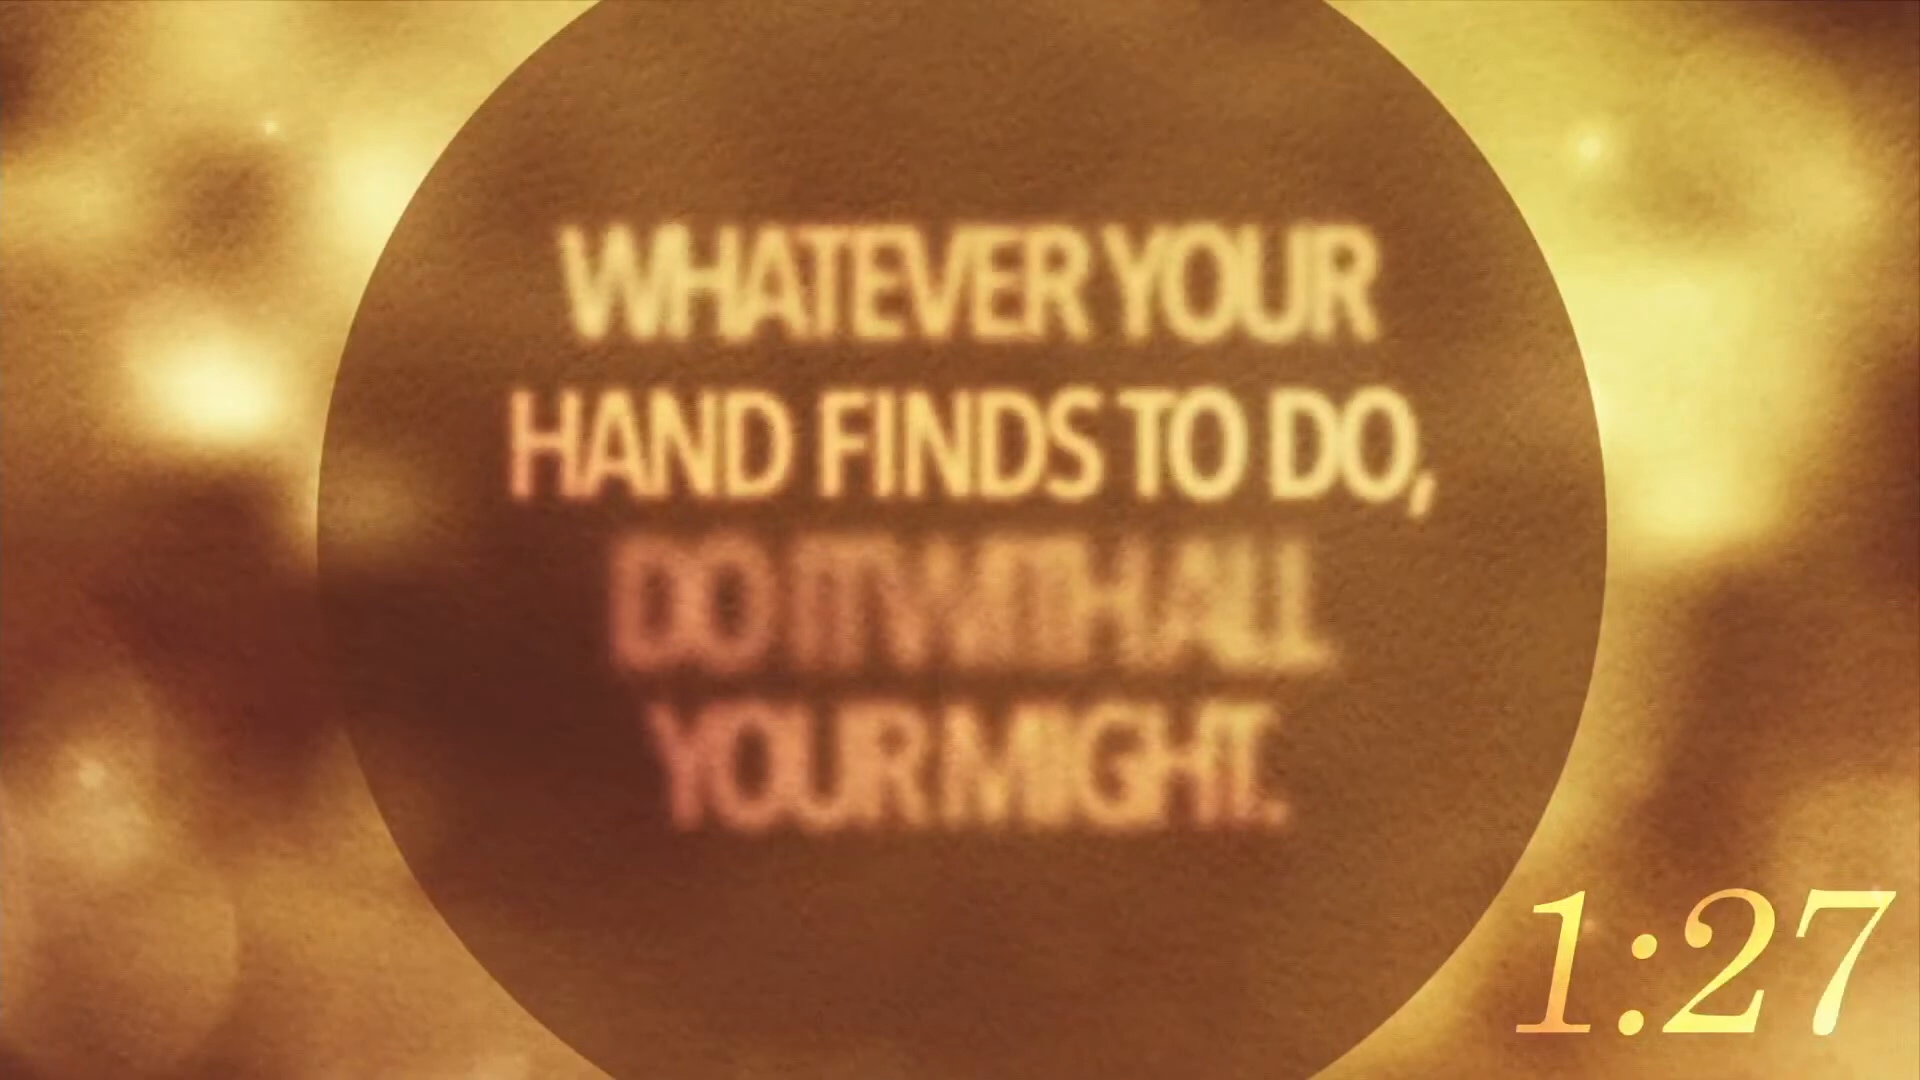 WHATEVER YOUR
HAND FINDS TO DO,
DO IT WITH ALL
YOUR MIGHT.
1:27